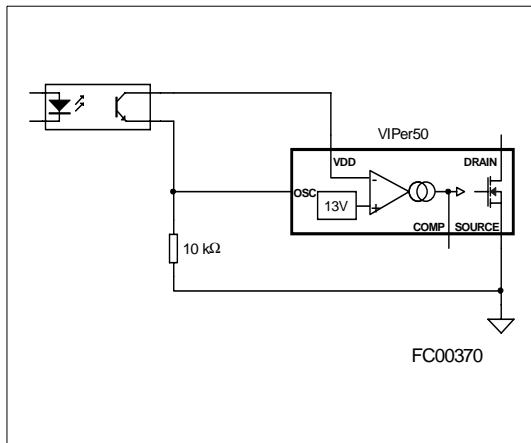 VIPer50
VDD
DRAIN
OSC
-
13V
+
COMP
SOURCE
10 kΩ
FC00370